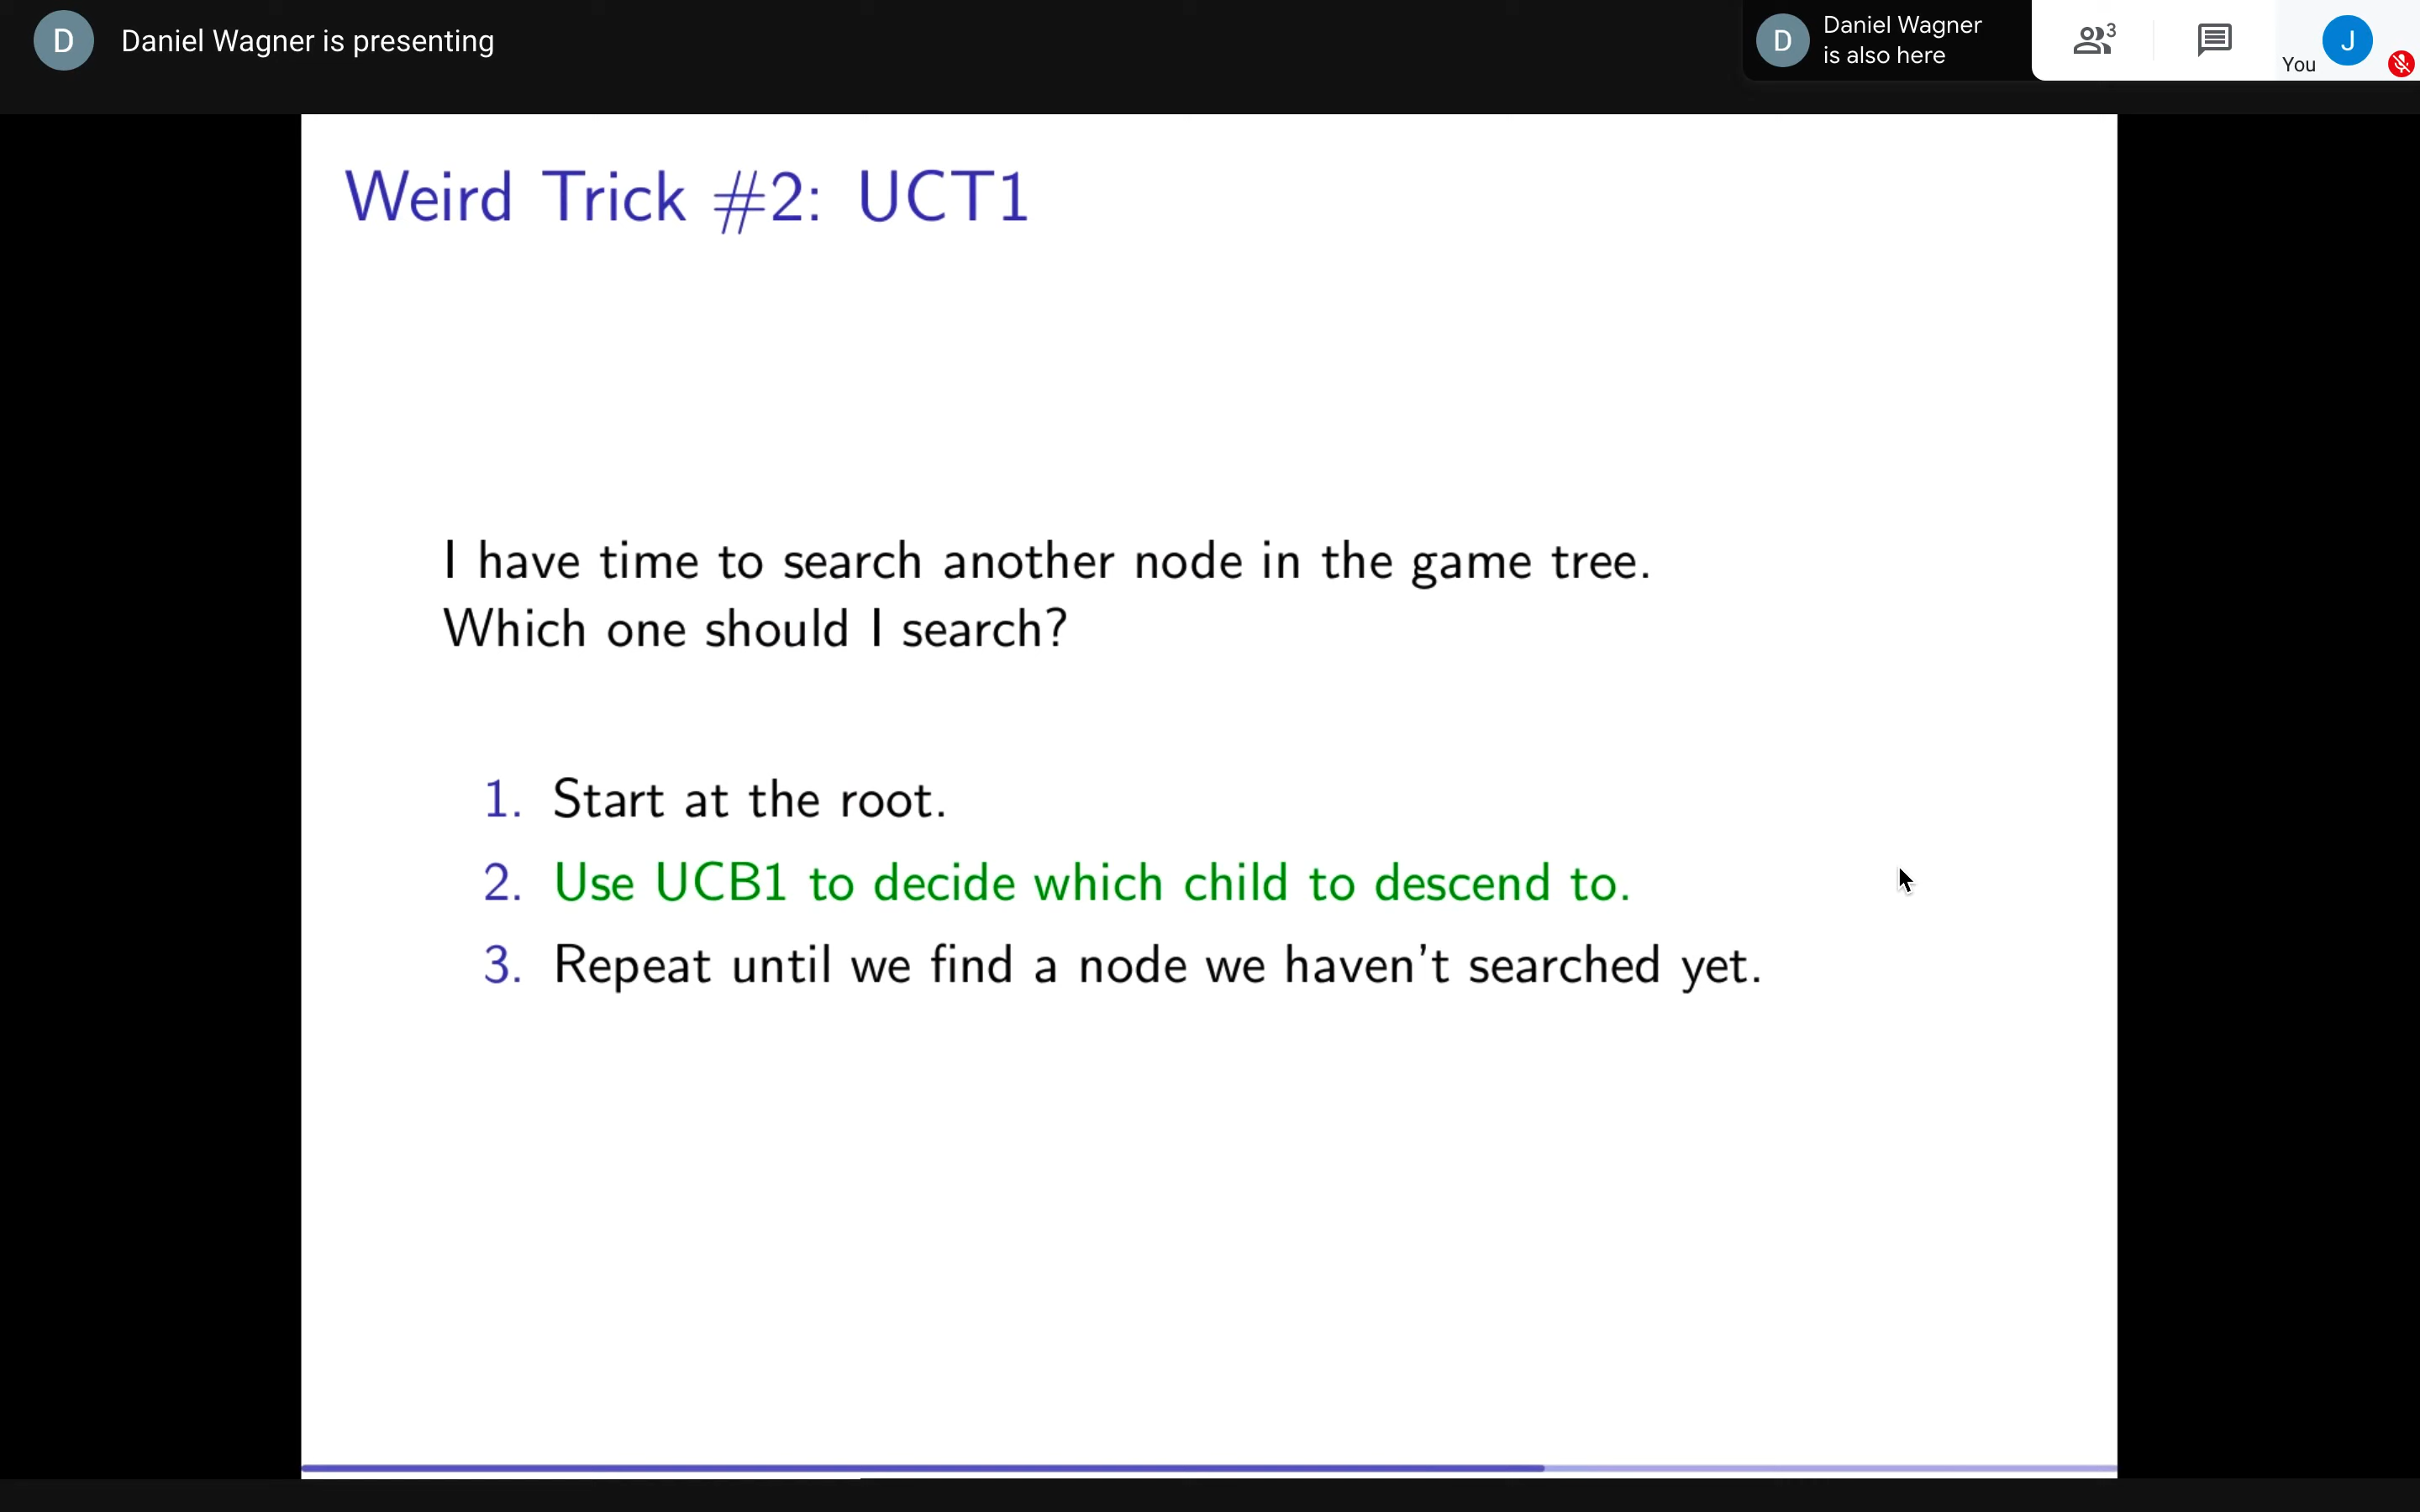 D Daniel Wagner is presenting
D Daniel Wagner
is also here
3
You J
Weird Trick #2: UCT1
I have time to search another node in the game tree.
Which one should I search?
1. Start at the root.
2. Use UCB1 to decide which child to descend to.
3. Repeat until we find a node we haven't searched yet.